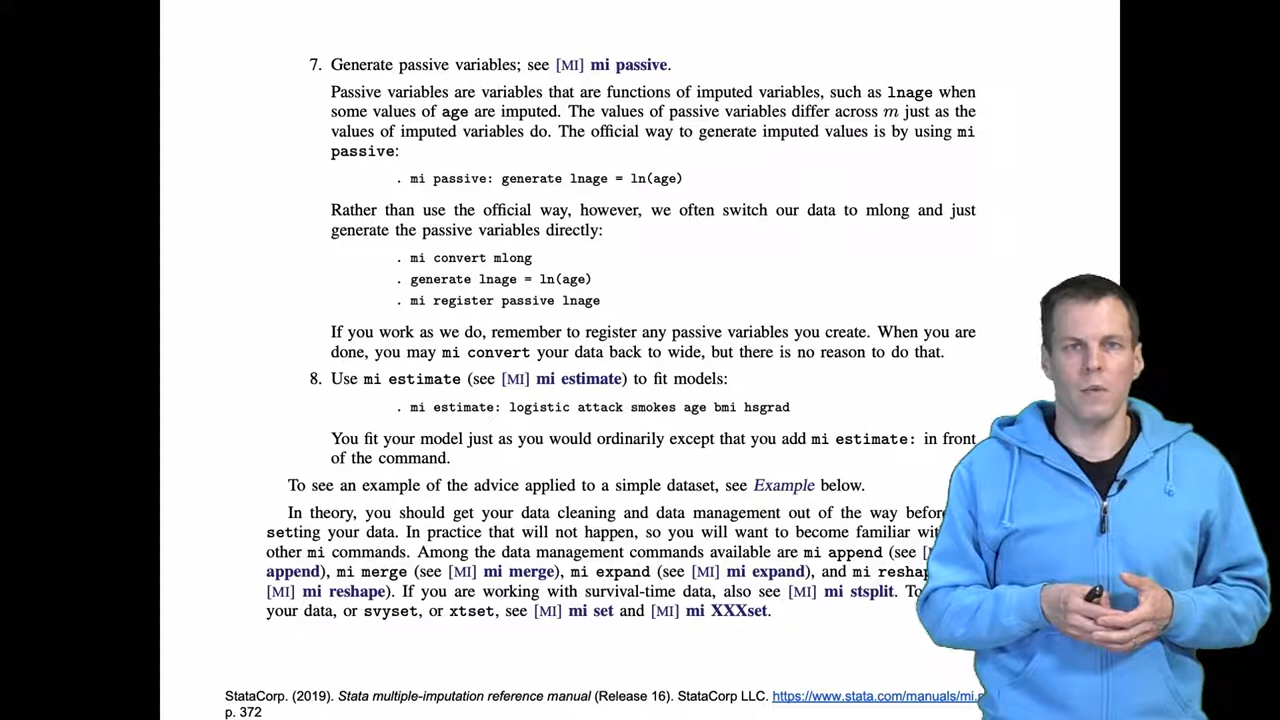 7. Generate passive variables; see [MI] mi passive.
Passive variables are variables that are functions of imputed variables, such as lnage when
some values of age are imputed. The values of passive variables differ across m just as the
values of imputed variables do. The official way to generate imputed values is by using mi
passive:
. mi passive: generate lnage = ln(age)
Rather than use the official way, however, we often switch our data to mlong and just
generate the passive variables directly:
. mi convert mlong
. generate lnage = ln(age)
. mi register passive lnage
If you work as we do, remember to register any passive variables you create. When you are
done, you may mi convert your data back to wide, but there is no reason to do that.
8. Use mi estimate (see [MI] mi estimate) to fit models:
. mi estimate: logistic attack smokes age bmi hsgrad
You fit your model just as you would ordinarily except that you add mi estimate: in front
of the command.
To see an example of the advice applied to a simple dataset, see Example below.
In theory, you should get your data cleaning and data management out of the way
setting your data. In practice that will not happen, so you will want to become familiar
other mi commands. Among the data management commands available are mi append (see
append), mi merge (see [MI] mi merge), mi expand (see [MI] mi expand), and mi
[MI] mi reshape). If you are working with survival-time data, also see [MI] mi stsplit. To
your data, or svyset, or xtset, see [MI] mi set and [MI] mi XXXset.
StataCorp. (2019). Stata multiple-imputation reference manual (Release 16). StataCorp LLC. https://www.stata.com/manuals/mi.p
p. 372